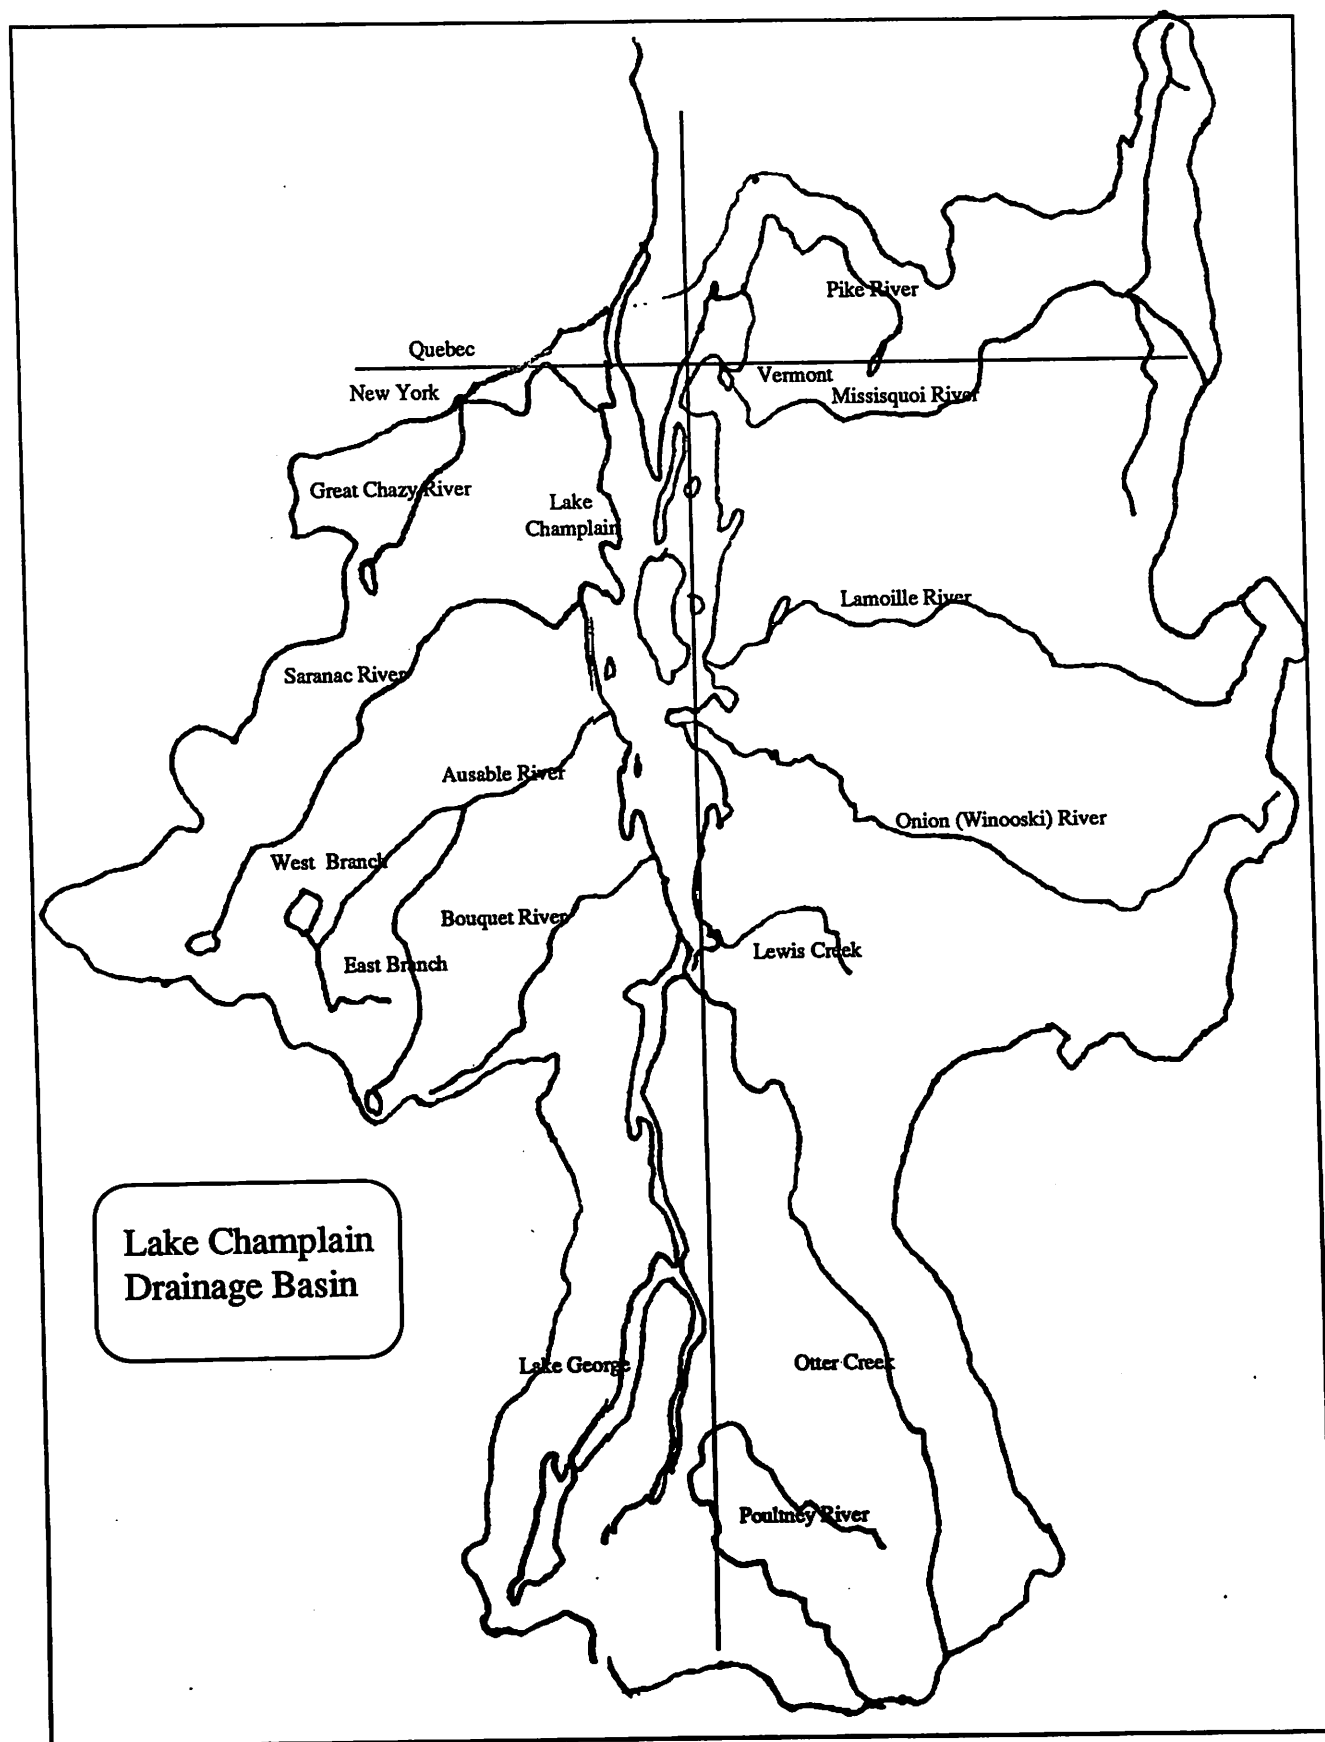 Pike River
Quebec
Vermont
New York
Missisquoi River
Great Chazy River
Lake
Champlain
Lamoille River
Saranac River
Ausable River
Onion (Winooski) River
West Branch
Bouquet River
Lewis Creek
East Branch
Lake Champlain
Drainage Basin
Lake George
Otter Creek
Poultney River